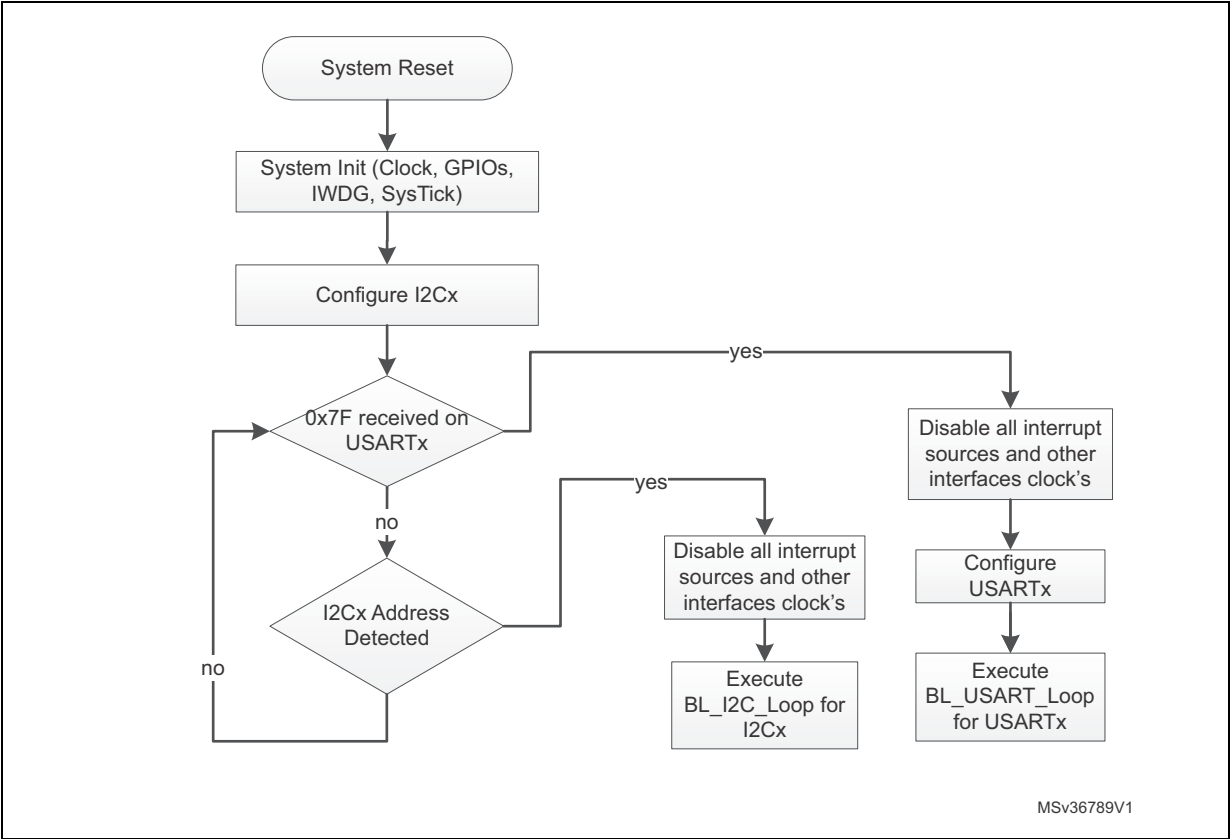 System Reset
System Init (Clock, GPIOs,
IWDG, SysTick)
Configure I2Cx
yes
0x7F received on
USARTx
Disable all interrupt
sources and other
interfaces clock’s
yes
no
Disable all interrupt
sources and other
interfaces clock’s
Configure
USARTx
I2Cx Address
Detected
no
Execute
BL_I2C_Loop for
I2Cx
Execute
BL_USART_Loop
for USARTx
MSv36789V1